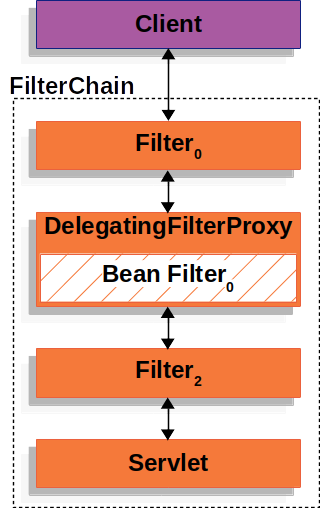 Client
FilterChain
Filter0
DelegatingFilterProxy
Bean Filter0
Filter2
Servlet